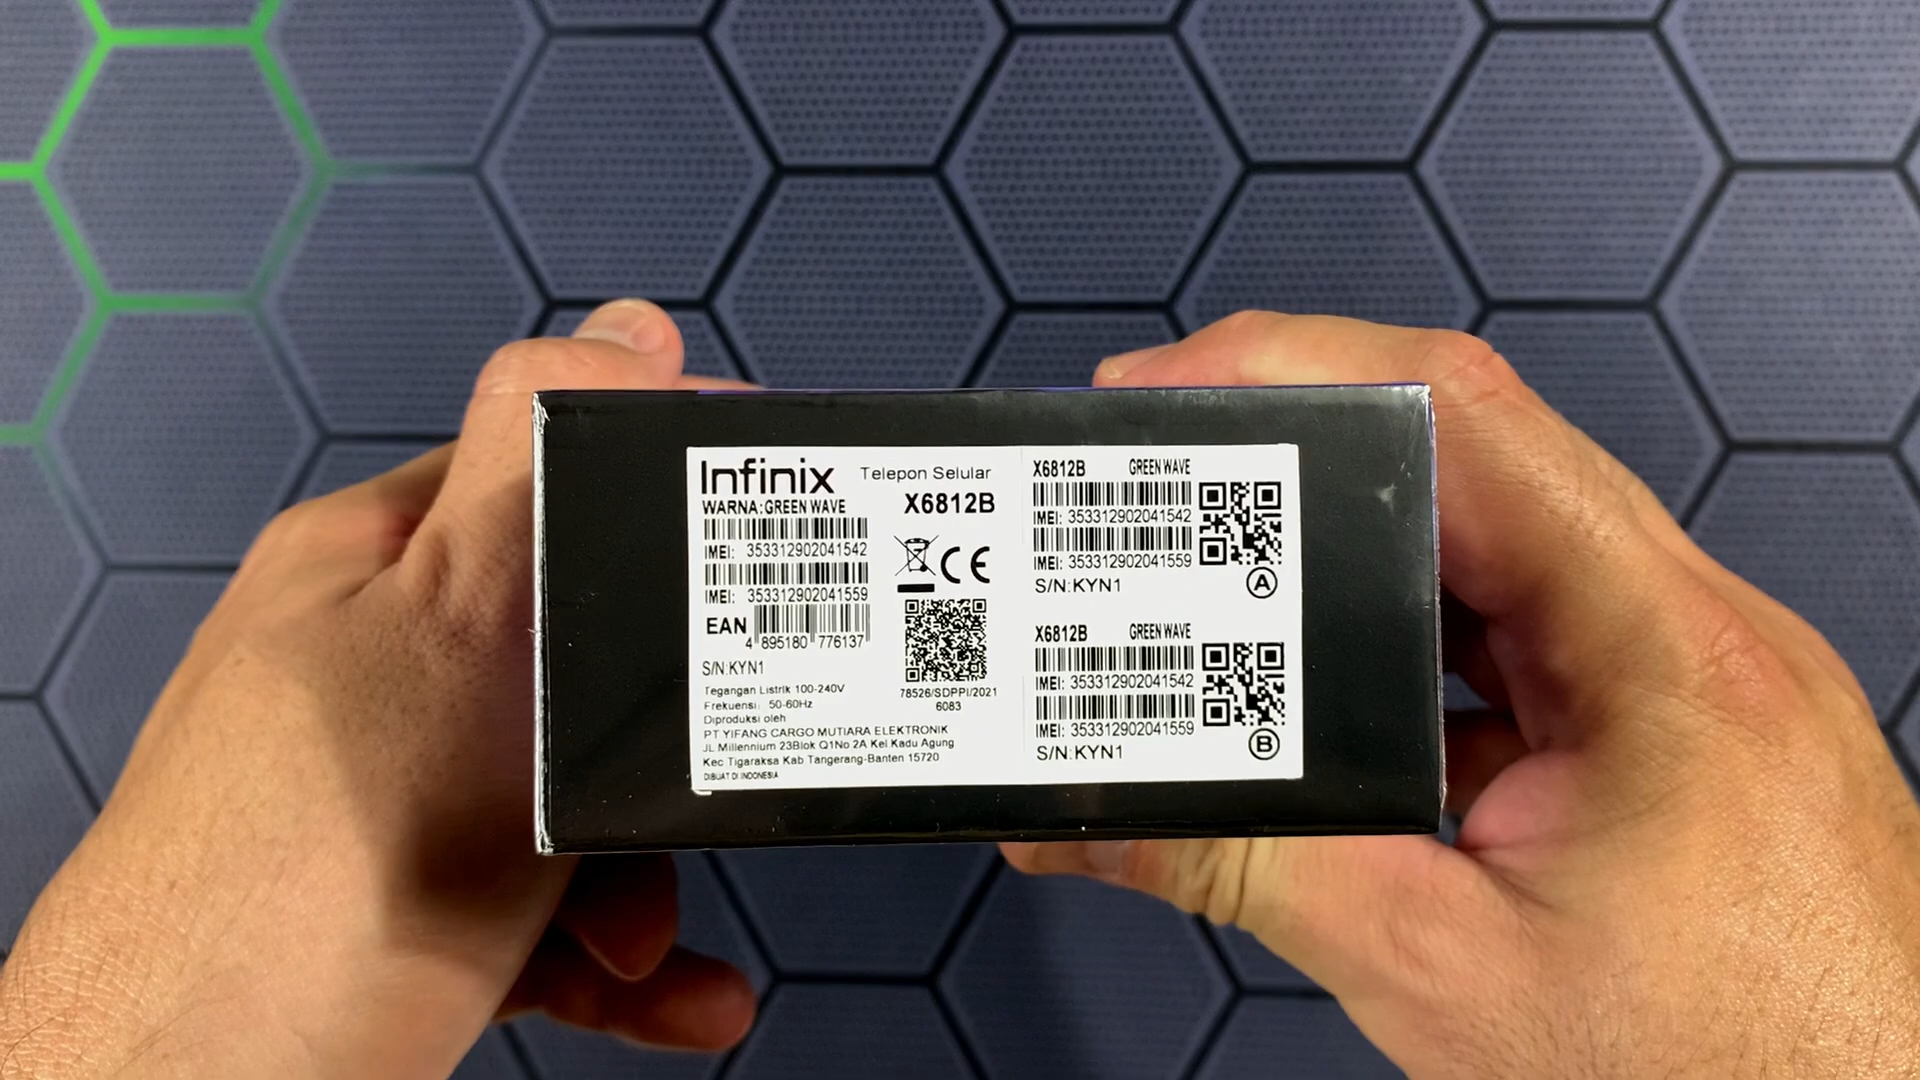 Infinix
Telepon Selular
WARNA:GREEN WAVE
X6812B
IMEI: 353312902041542
IMEI: 353312902041559
CE
EAN
4 895180 776137
S/N:KYN1
78526/SDPPI/2021
6083
Tegangan Listrik 100-240V
Frekuensi: 50-60Hz
Diproduksi oleh
PT YIFANG CARGO MUTIARA ELEKTRONIK
JL Millennium 23Blok Q1No 2A Kel Kadu Agung
Kec Tigaraksa Kab Tangerang-Banten 15720
DIBUAT DI INDONESIA
X6812B GREEN WAVE
IMEI: 353312902041542
IMEI: 353312902041559
S/N:KYN1
A
X6812B GREEN WAVE
IMEI: 353312902041542
IMEI: 353312902041559
S/N:KYN1
B